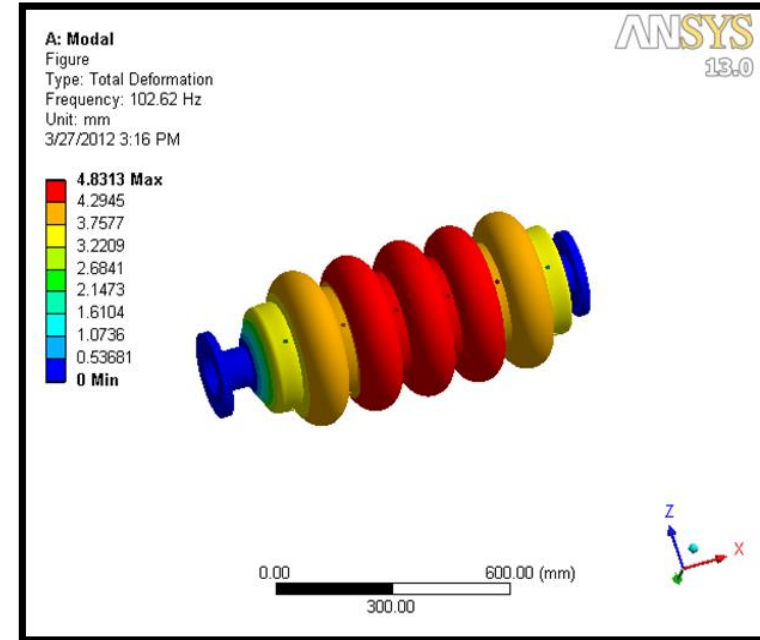 A: Modal
Figure
Type: Total Deformation
Frequency: 102.62 Hz
Unit: mm
3/27/2012 3:16 PM
ANSYS
13.0
4.8313 Max
4.2945
3.7577
3.2209
2.6841
2.1473
1.6104
1.0736
0.53681
0 Min
Z
X
0.00
600.00 (mm)
300.00